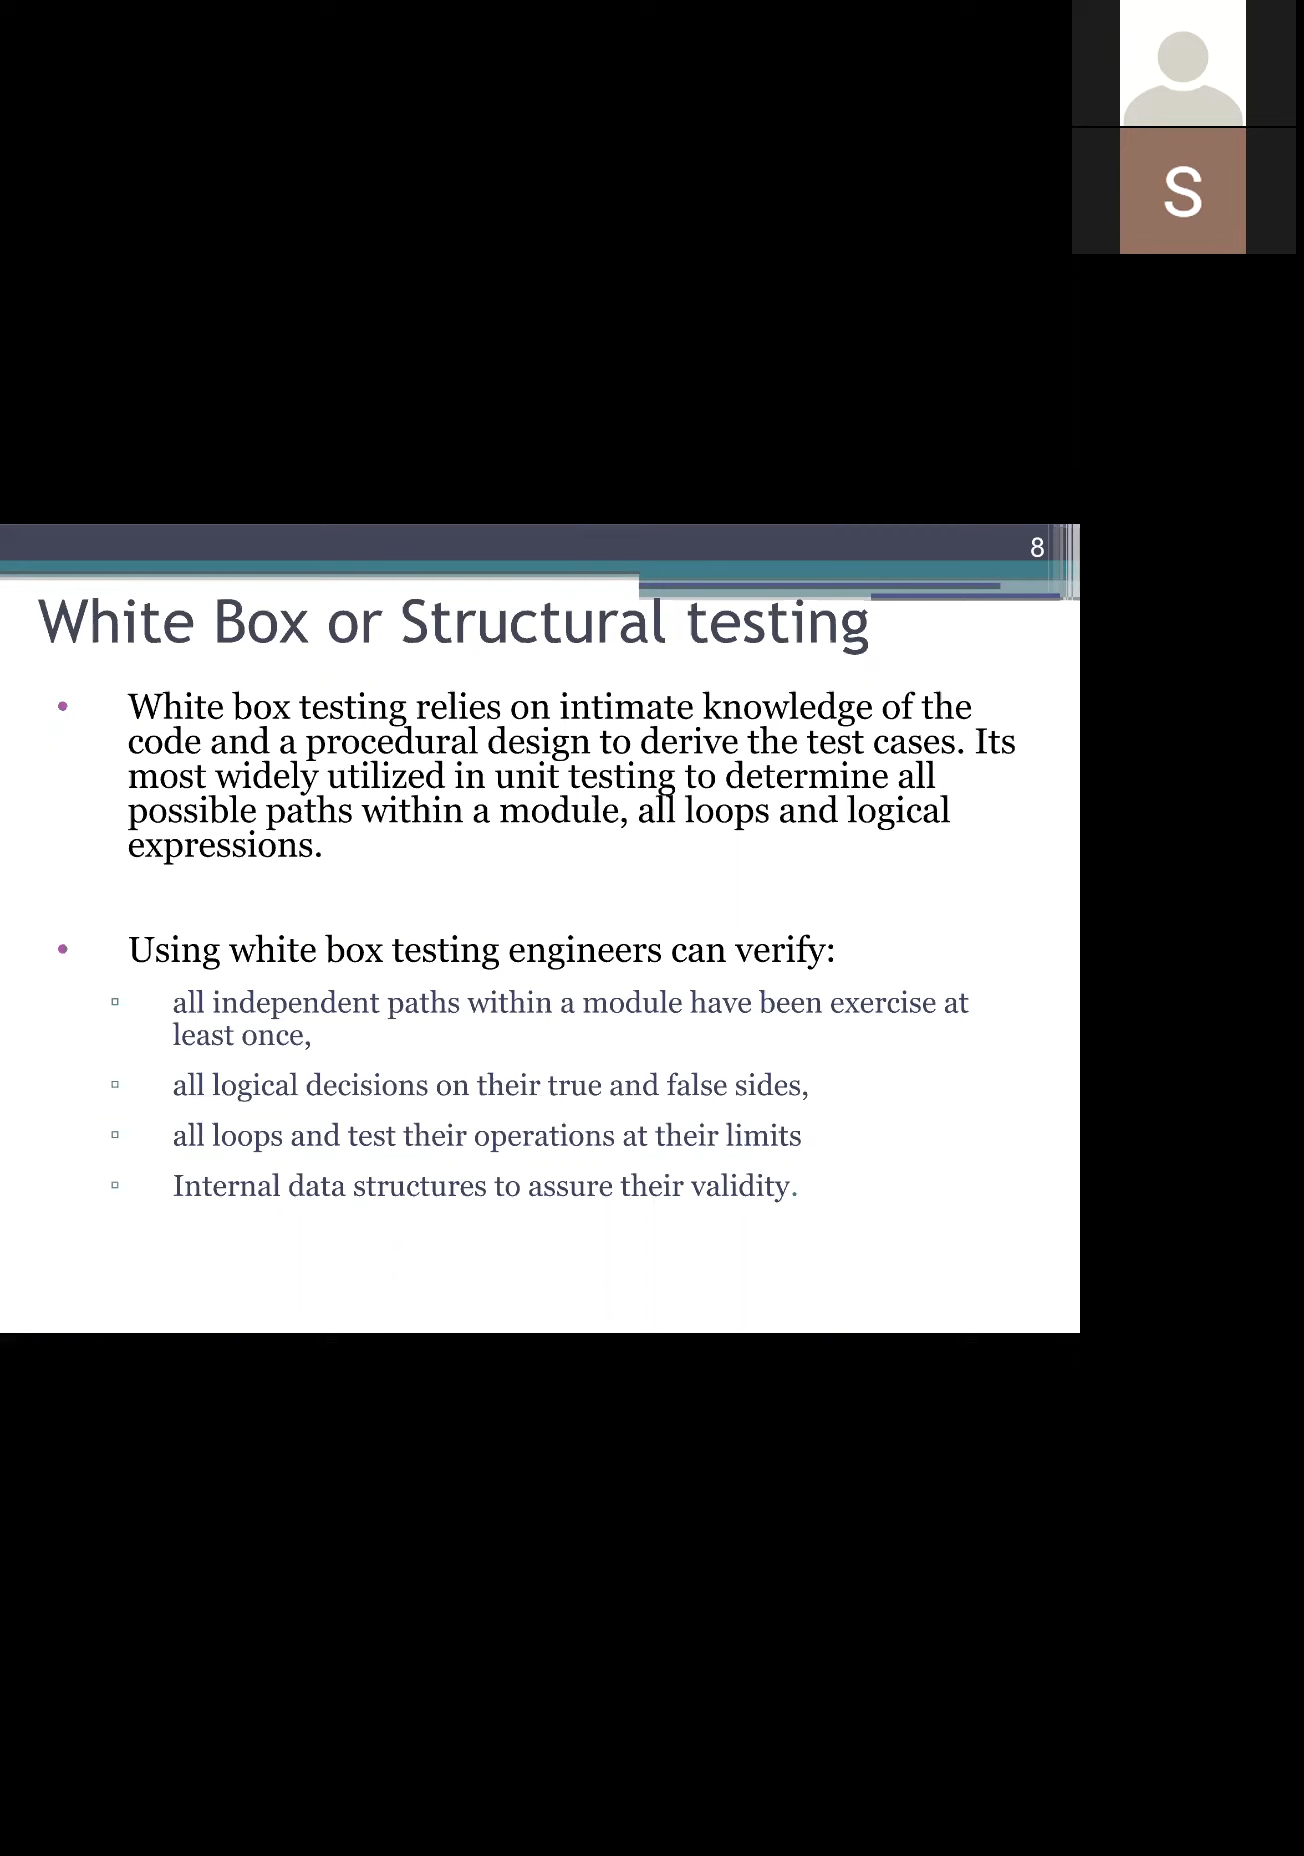 S
8
White Box or Structural testing
• White box testing relies on intimate knowledge of the
code and a procedural design to derive the test cases. Its
most widely utilized in unit testing to determine all
possible paths within a module, all loops and logical
expressions.
• Using white box testing engineers can verify:
▫ all independent paths within a module have been exercise at
least once,
▫ all logical decisions on their true and false sides,
▫ all loops and test their operations at their limits
▫ Internal data structures to assure their validity.